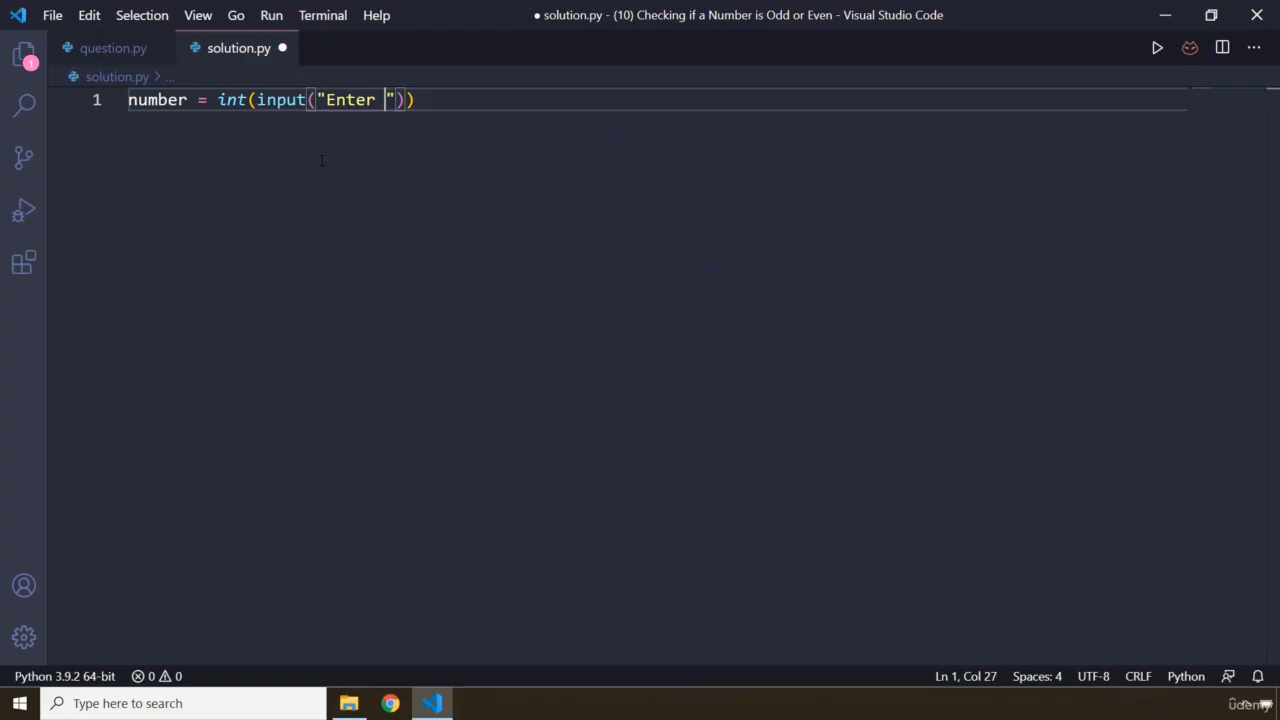 File Edit Selection View Go Run Terminal Help
● solution.py - (10) Checking if a Number is Odd or Even - Visual Studio Code
question.py
solution.py ●
solution.py > ...
1 number = int(input("Enter "))
1
Python 3.9.2 64-bit
0 0
Ln 1, Col 27 Spaces: 4 UTF-8 CRLF Python
Type here to search
udemy